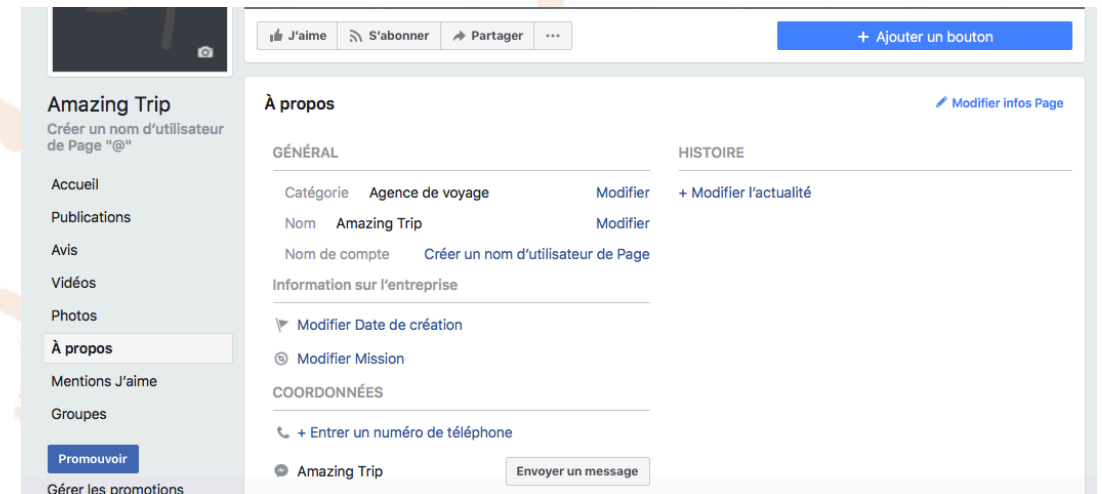 J'aime
S'abonner
Partager
...
+ Ajouter un bouton
Amazing Trip
Créer un nom d'utilisateur
de Page "@"
Accueil
Publications
Avis
Vidéos
Photos
À propos
Mentions J'aime
Groupes
Promouvoir
Gérer les promotions
À propos
Modifier infos Page
GÉNÉRAL
Catégorie Agence de voyage Modifier
Nom Amazing Trip Modifier
Nom de compte Créer un nom d'utilisateur de Page
Information sur l'entreprise
Modifier Date de création
Modifier Mission
COORDONNÉES
+ Entrer un numéro de téléphone
Amazing Trip Envoyer un message
HISTOIRE
+ Modifier l'actualité